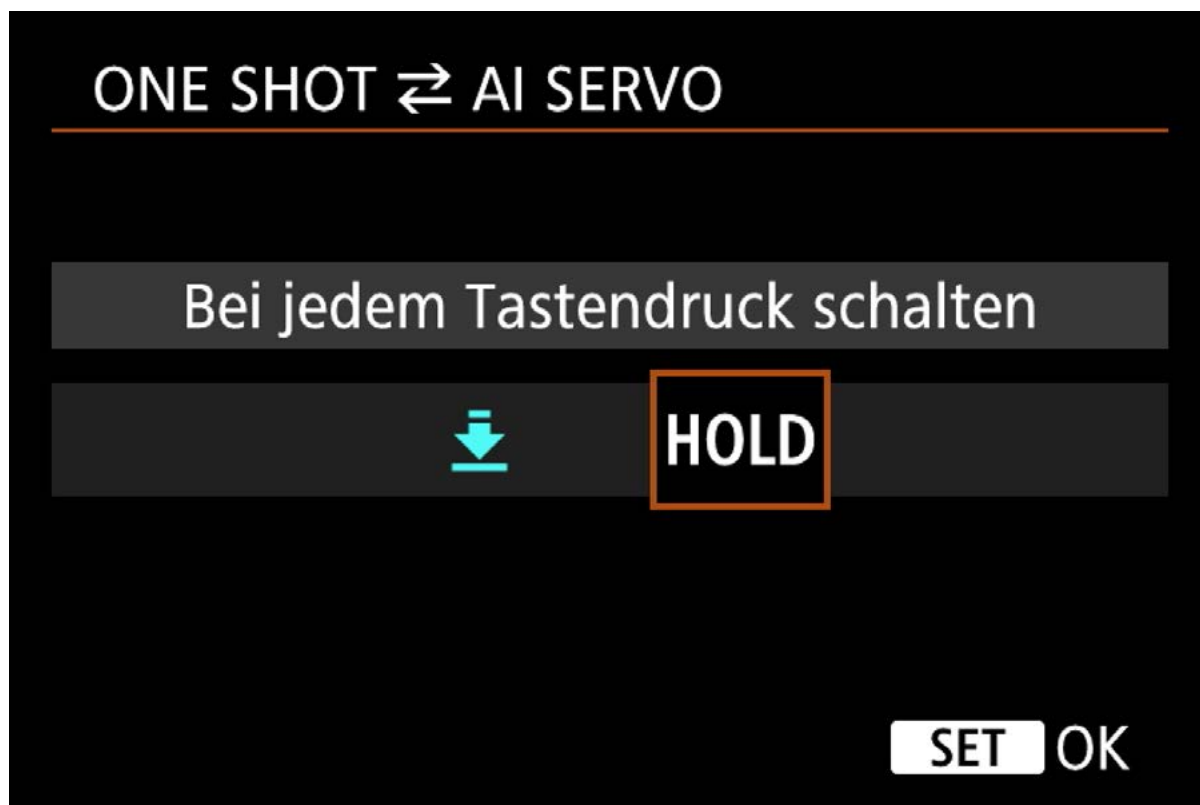 ONE SHOT ⇄ AI SERVO
Bei jedem Tastendruck schalten
HOLD
SET OK